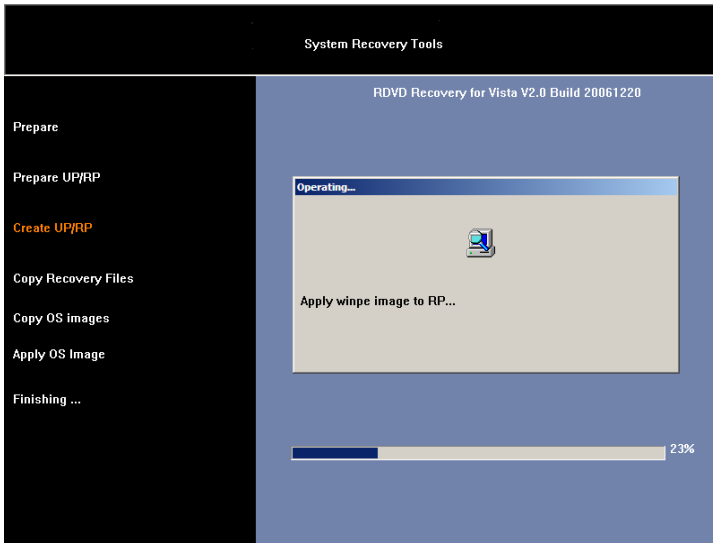 System Recovery Tools
RDVD Recovery for Vista V2.0 Build 20061220
Prepare
Prepare UP/RP
Create UP/RP
Copy Recovery Files
Copy OS images
Apply OS Image
Finishing ...
Operating...
Apply winpe image to RP...
23%